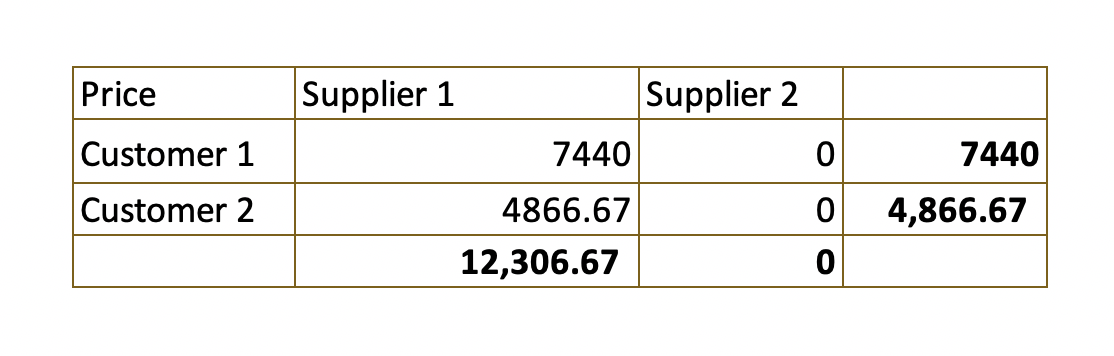 Price Supplier 1 Supplier 2
Customer 1 7440 0 7440
Customer 2 4866.67 0 4,866.67
12,306.67 0